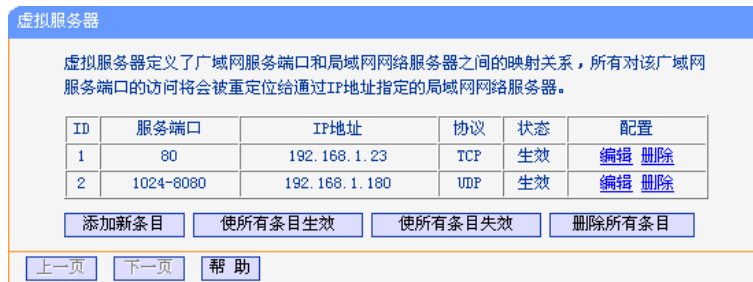 虚拟服务器
虚拟服务器定义了广域网服务端口和局域网网络服务器之间的映射关系，所有对该广域网
服务端口的访问将会被重定位给通过IP地址指定的局域网网络服务器。
ID 服务端口 IP地址 协议 状态 配置
1 80 192.168.1.23 TCP 生效 编辑 删除
2 1024-8080 192.168.1.180 UDP 生效 编辑 删除
添加新条目 使所有条目生效 使所有条目失效 删除所有条目
上一页 下一页 帮 助